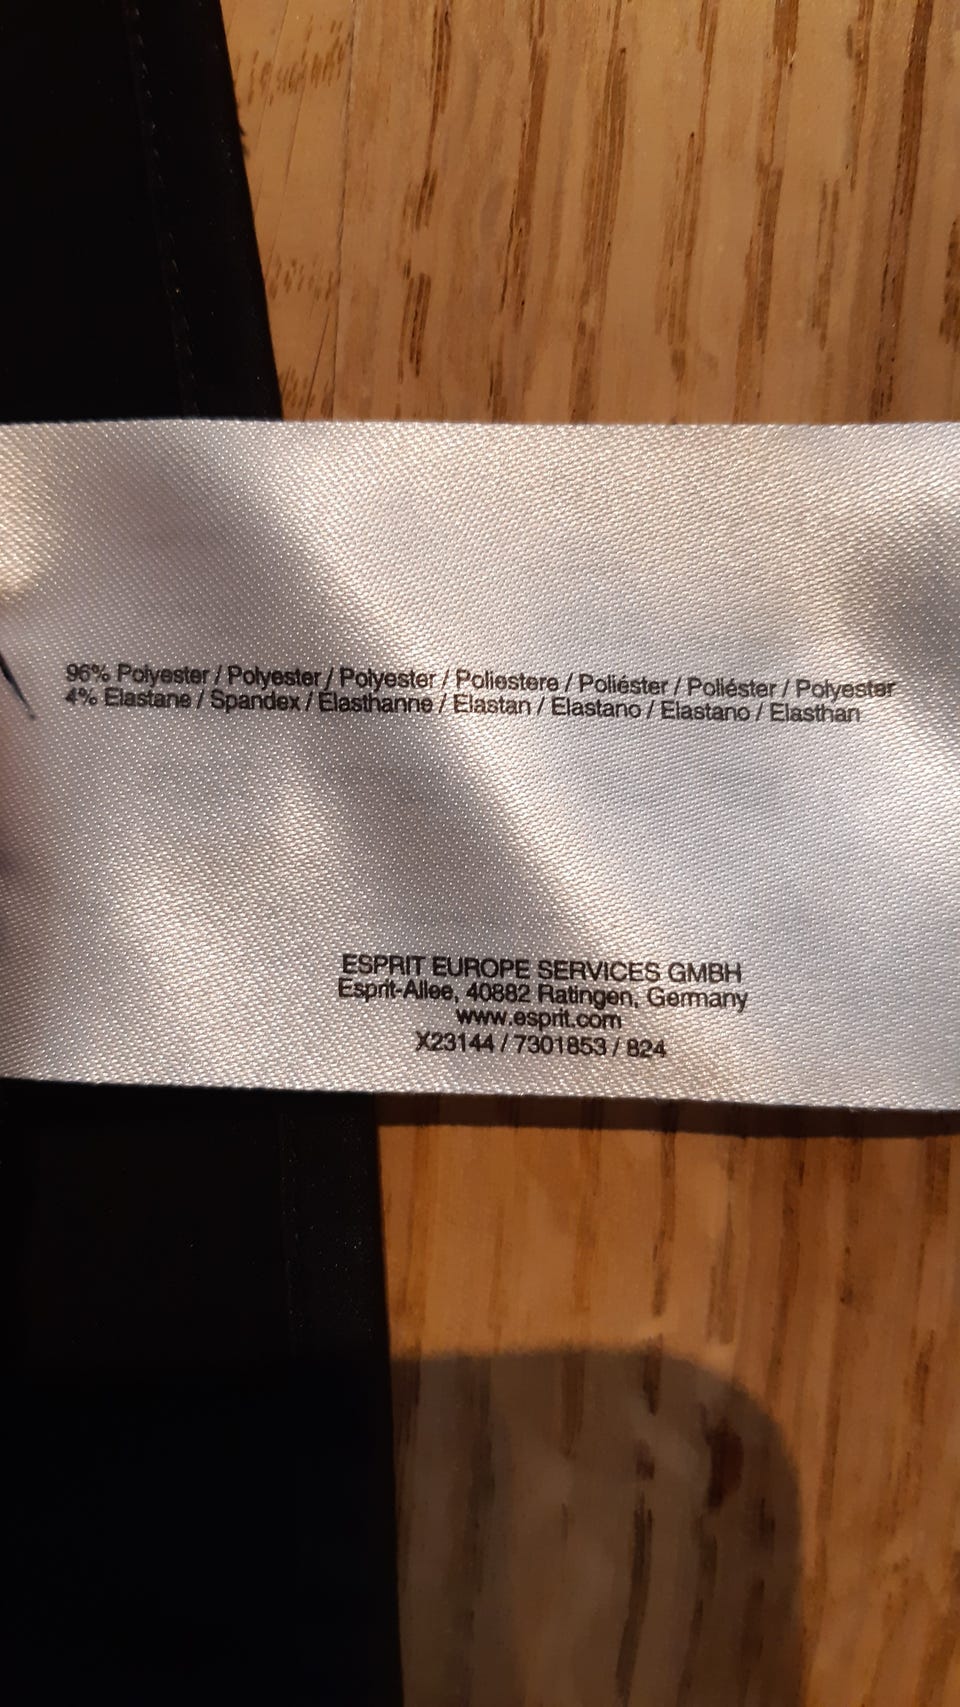 96% Polyester / Polyester / Polyester / Poliestere / Poliéster / Poliéster / Polyester
4% Elastane / Spandex / Elasthanne / Elastan / Elastano / Elastano / Elasthan
ESPRIT EUROPE SERVICES GMBH
Esprit-Allee, 40882 Ratingen, Germany
www.esprit.com
X23144 / 7301853 / 824